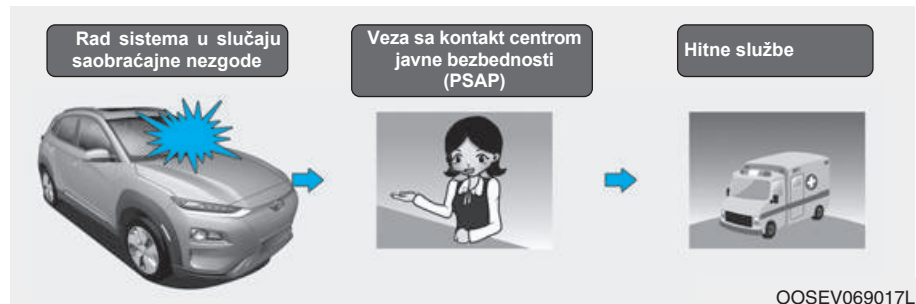 Rad sistema u slučaju
saobraćajne nezgode
Veza sa kontakt centrom
javne bezbednosti
(PSAP)
Hitne službe
OOSEV069017L